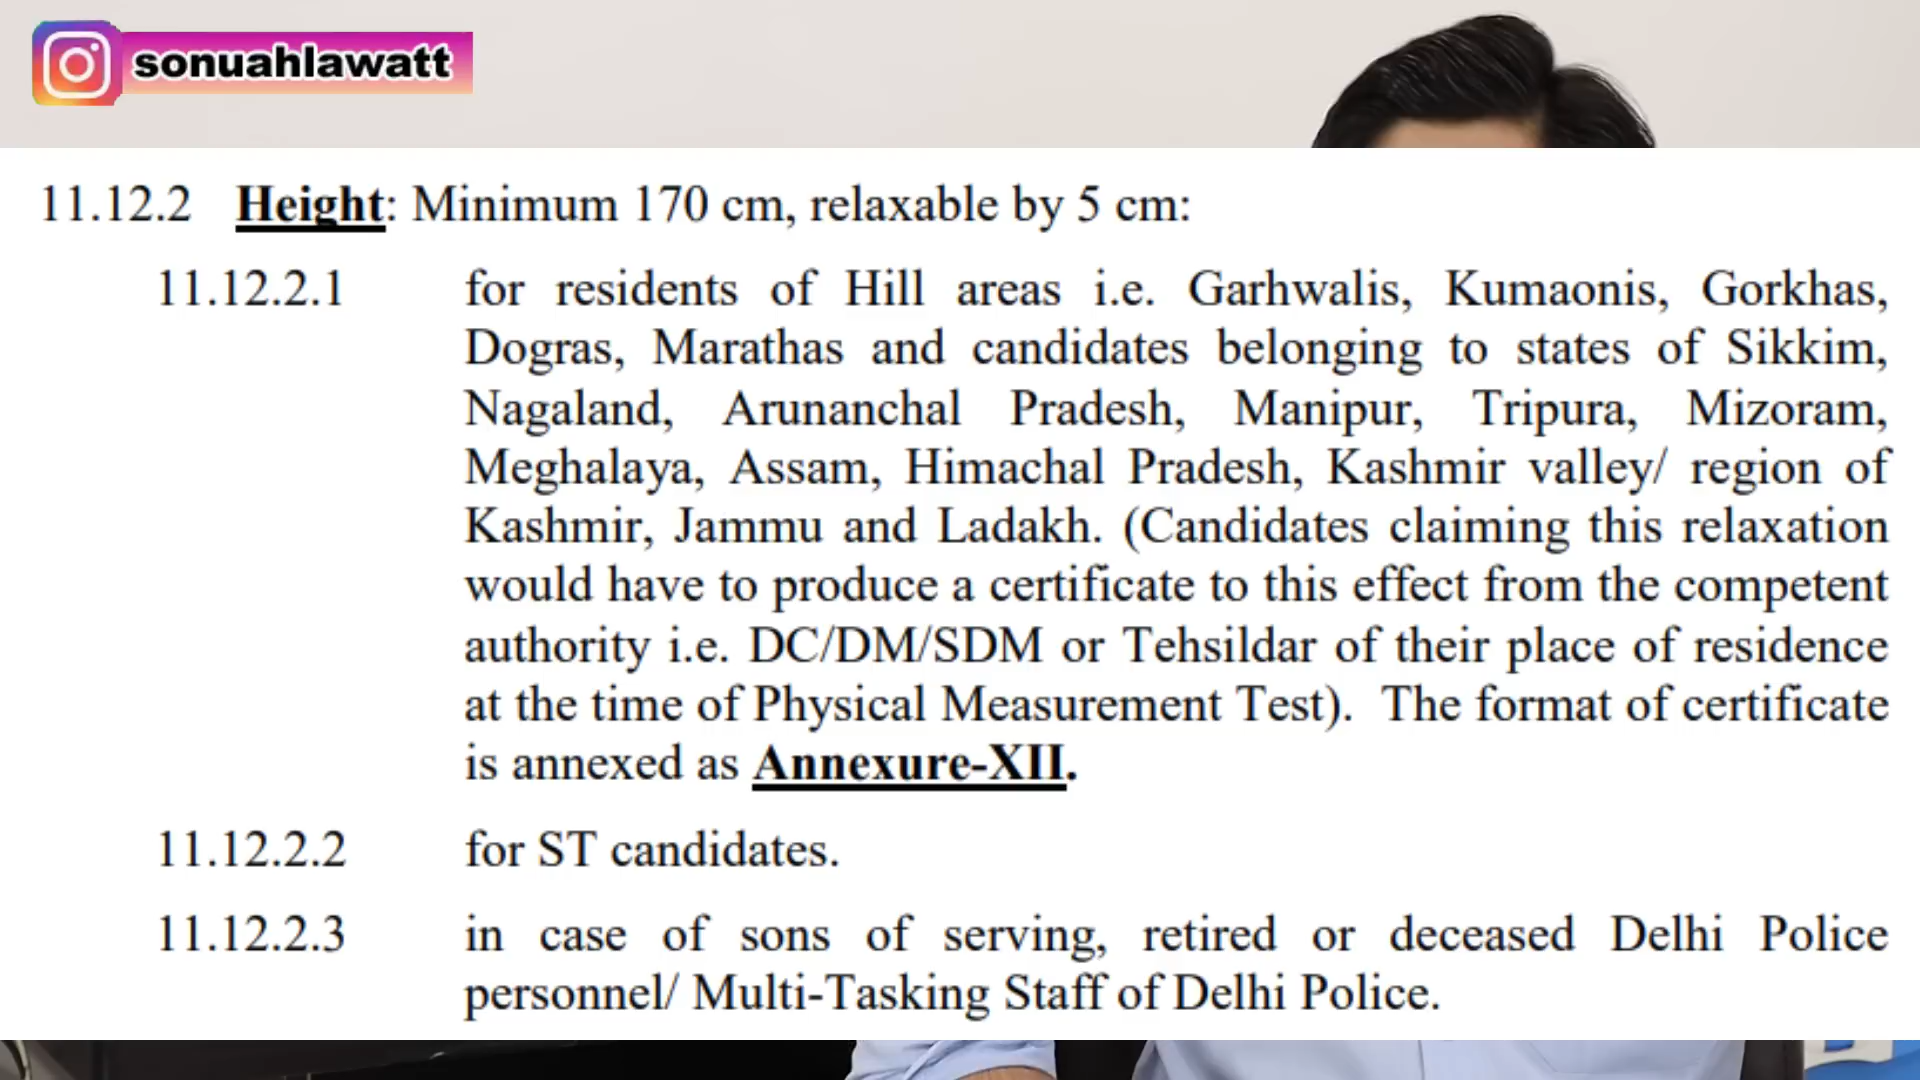 sonuahlawatt
11.12.2 Height: Minimum 170 cm, relaxable by 5 cm:
11.12.2.1 for residents of Hill areas i.e. Garhwalis, Kumaonis, Gorkhas,
Dogras, Marathas and candidates belonging to states of Sikkim,
Nagaland, Arunanchal Pradesh, Manipur, Tripura, Mizoram,
Meghalaya, Assam, Himachal Pradesh, Kashmir valley/ region of
Kashmir, Jammu and Ladakh. (Candidates claiming this relaxation
would have to produce a certificate to this effect from the competent
authority i.e. DC/DM/SDM or Tehsildar of their place of residence
at the time of Physical Measurement Test). The format of certificate
is annexed as Annexure-XII.
11.12.2.2 for ST candidates.
11.12.2.3 in case of sons of serving, retired or deceased Delhi Police
personnel/ Multi-Tasking Staff of Delhi Police.